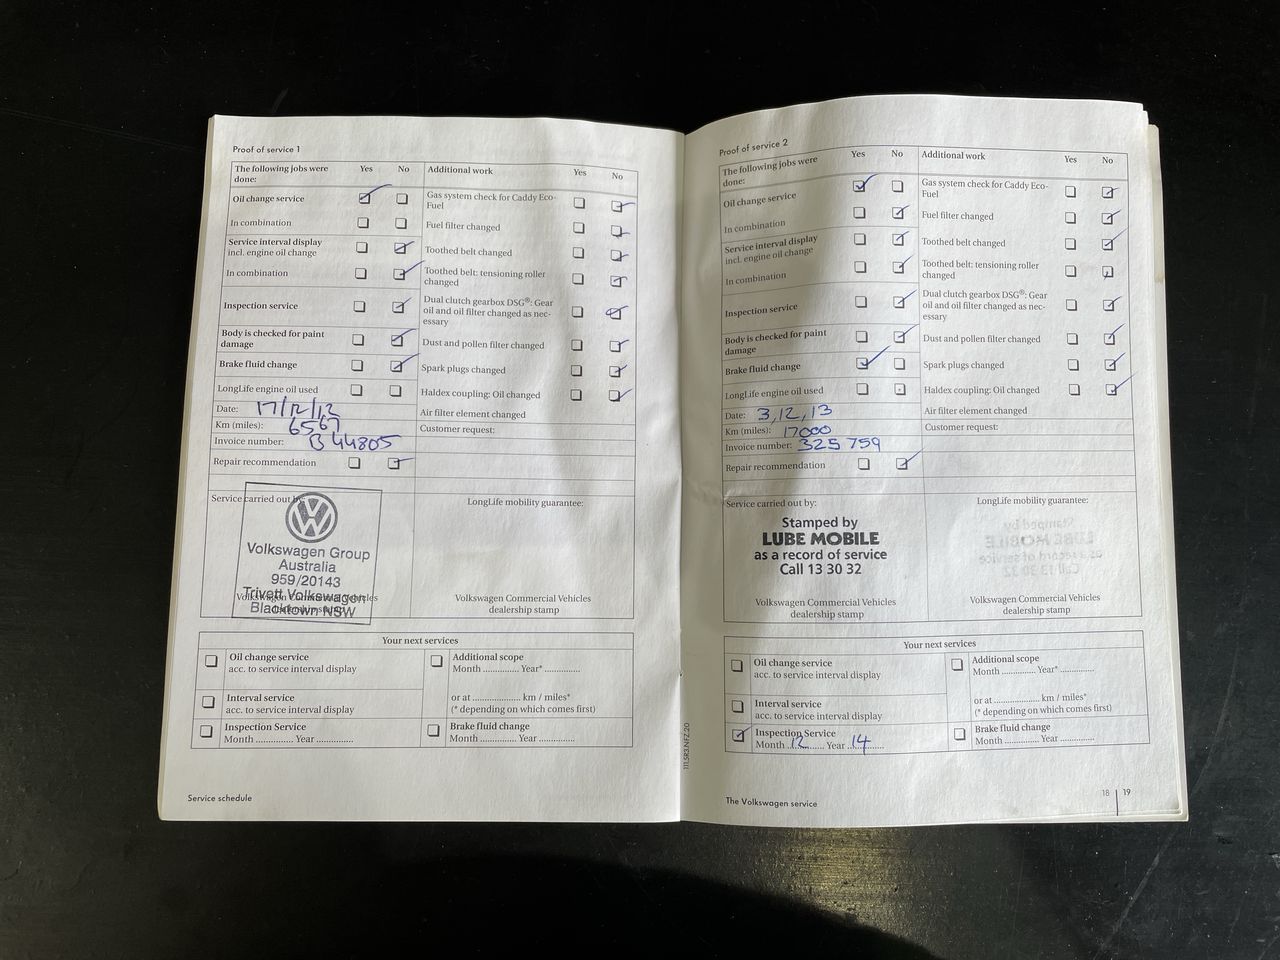 Proof of service 1
The following jobs were done: Yes No
Additional work Yes No
Oil change service
Gas system check for Caddy Eco-
Fuel
In combination
Fuel filter changed
Service interval display
incl. engine oil change
Toothed belt changed
In combination
Toothed belt: tensioning roller
changed
Inspection service
Dual clutch gearbox DSG®: Gear
oil and oil filter changed as nec-
essary
Body is checked for paint
damage
Dust and pollen filter changed
Brake fluid change
Spark plugs changed
LongLife engine oil used
Haldex coupling: Oil changed
Date: 17/12/12
Air filter element changed
Km (miles): 6567
Customer request:
Invoice number: B 44805
Repair recommendation
Service carried out by:
LongLife mobility guarantee:
Volkswagen Group
Australia
959/20143
Trivett Volkswagen
Blacktown NSW
Volkswagen Commercial Vehicles
dealership stamp
Volkswagen Commercial Vehicles
dealership stamp
Your next services
Oil change service
acc. to service interval display
Additional scope
Month .............. Year* ..............
Interval service
acc. to service interval display
or at ................... km / miles*
(* depending on which comes first)
Inspection Service
Month .............. Year ..............
Brake fluid change
Month .............. Year ..............
Service schedule
111.5R3.NFZ.20
Proof of service 2
The following jobs were
done: Yes No
Additional work Yes No
Oil change service
Gas system check for Caddy Eco-
Fuel
In combination
Fuel filter changed
Service interval display
incl. engine oil change
Toothed belt changed
In combination
Toothed belt: tensioning roller
changed
Inspection service
Dual clutch gearbox DSG®: Gear
oil and oil filter changed as nec-
essary
Body is checked for paint
damage
Dust and pollen filter changed
Brake fluid change
Spark plugs changed
LongLife engine oil used
Haldex coupling: Oil changed
Date: 3,12,13
Air filter element changed
Km (miles): 17000
Customer request:
Invoice number: 325 759
Repair recommendation
Service carried out by:
LongLife mobility guarantee:
Stamped by
LUBE MOBILE
as a record of service
Call 13 30 32
Volkswagen Commercial Vehicles
dealership stamp
Volkswagen Commercial Vehicles
dealership stamp
Your next services
Oil change service
acc. to service interval display
Additional scope
Month .............. Year* ..............
Interval service
acc. to service interval display
or at ................... km / miles*
(* depending on which comes first)
Inspection Service
Month 12 Year 14
Brake fluid change
Month .............. Year ..............
The Volkswagen service
18 | 19